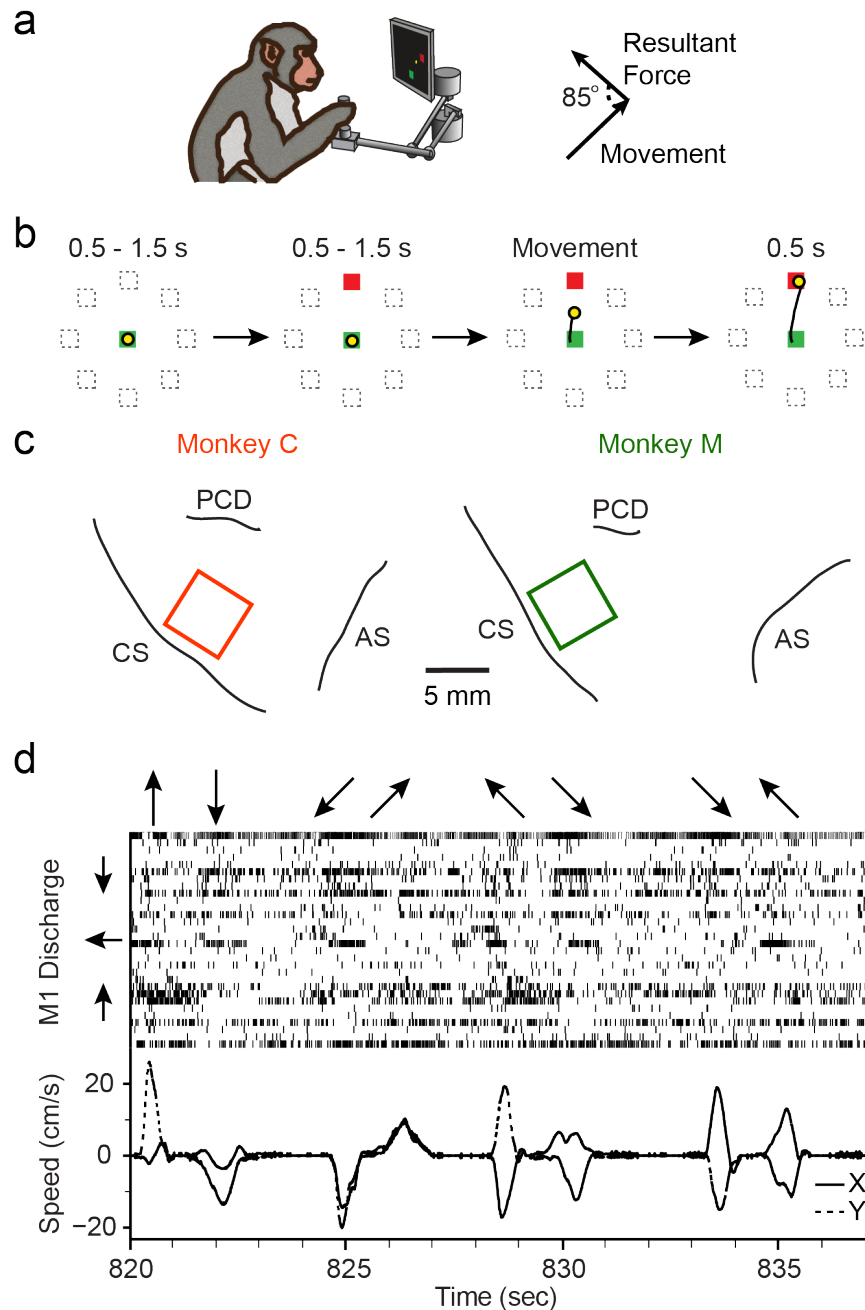 a
Resultant
Force
85°
Movement
b
0.5 - 1.5 s
0.5 - 1.5 s
Movement
0.5 s
c
Monkey C
Monkey M
PCD
PCD
CS
AS
CS
AS
5 mm
d
M1 Discharge
Speed (cm/s)
20
0
−20
X
Y
820
825
830
835
Time (sec)